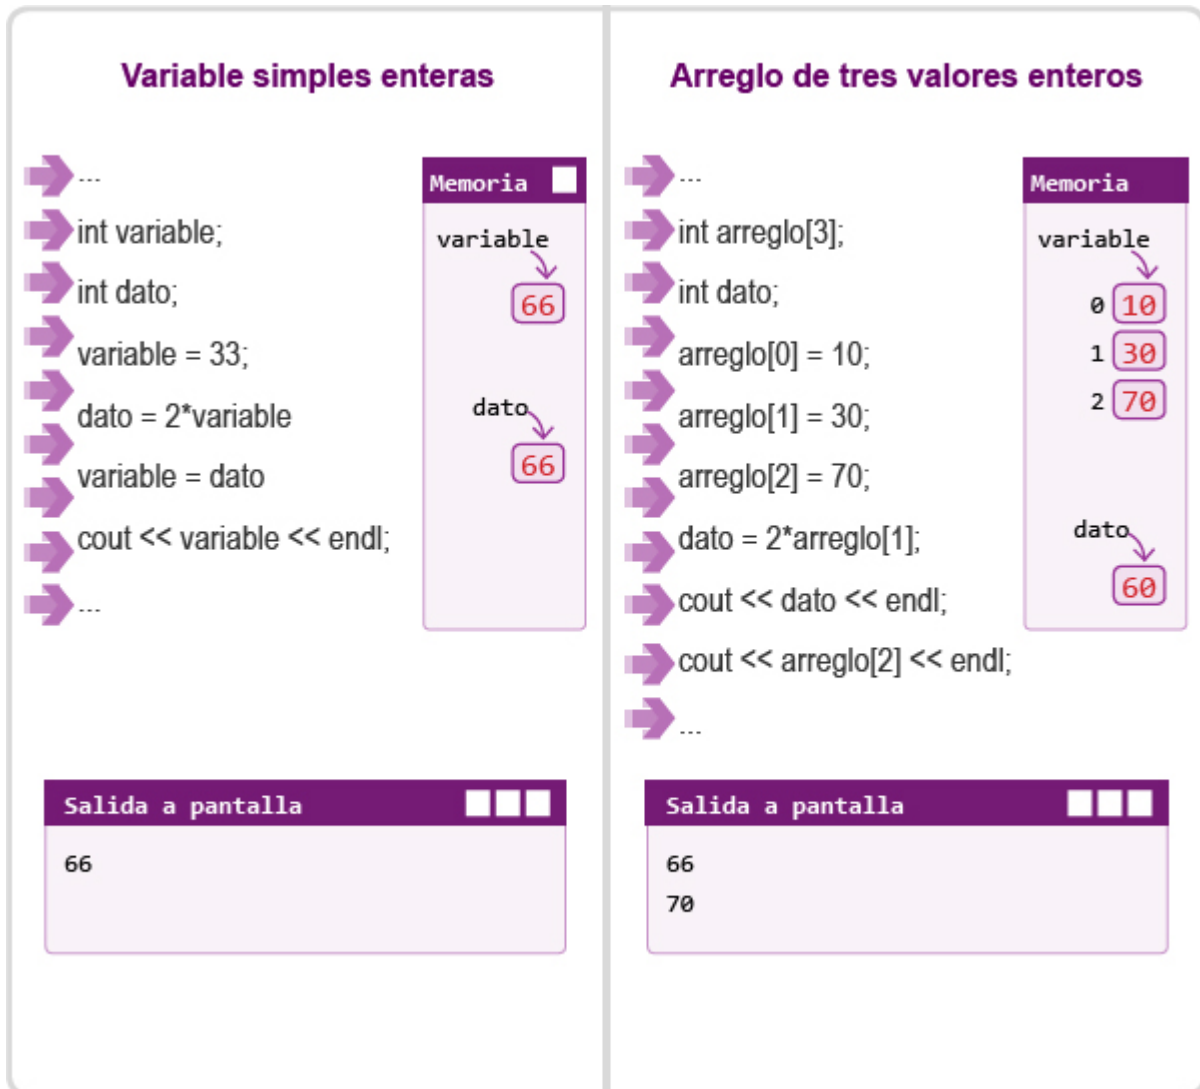 Variable simples enteras
...
int variable;
int dato;
variable = 33;
dato = 2*variable
variable = dato
cout << variable << endl;
...
Memoria
variable
66
dato
66
Salida a pantalla
66
Arreglo de tres valores enteros
...
int arreglo[3];
int dato;
arreglo[0] = 10;
arreglo[1] = 30;
arreglo[2] = 70;
dato = 2*arreglo[1];
cout << dato << endl;
cout << arreglo[2] << endl;
...
Memoria
variable
0 10
1 30
2 70
dato
60
Salida a pantalla
66
70